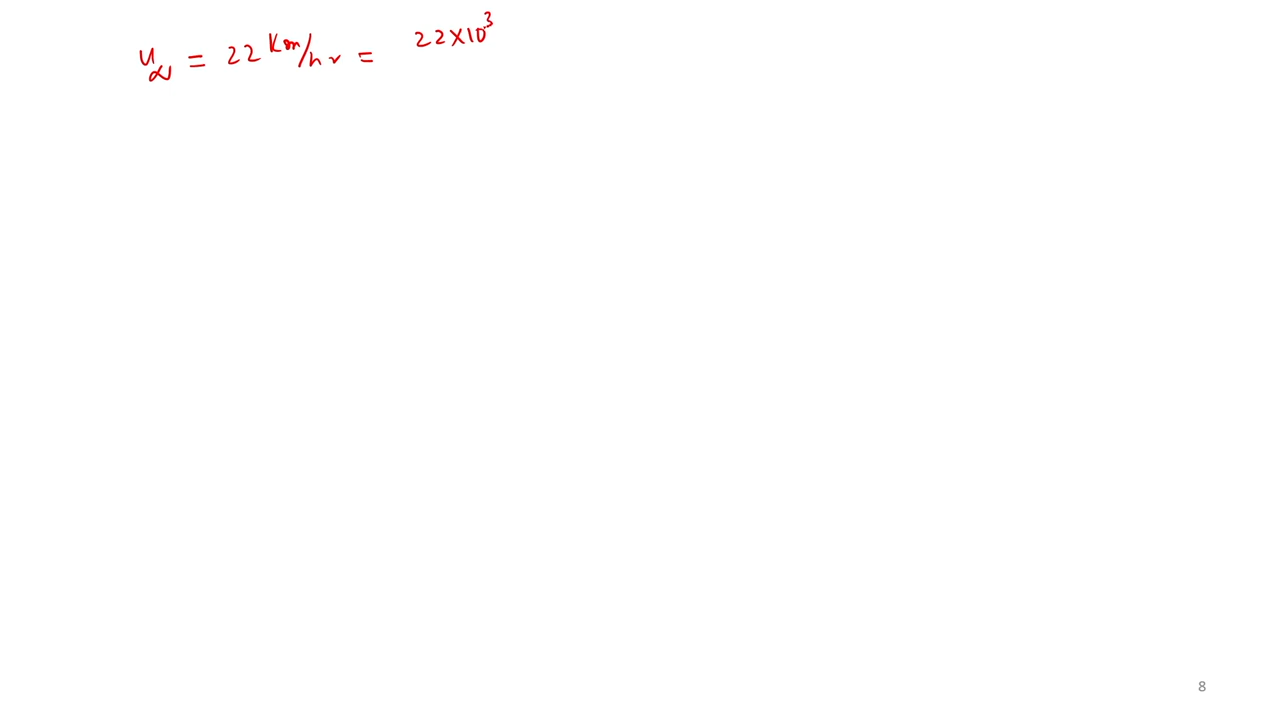 u∞ = 22 Km/hr = 22×10³
8